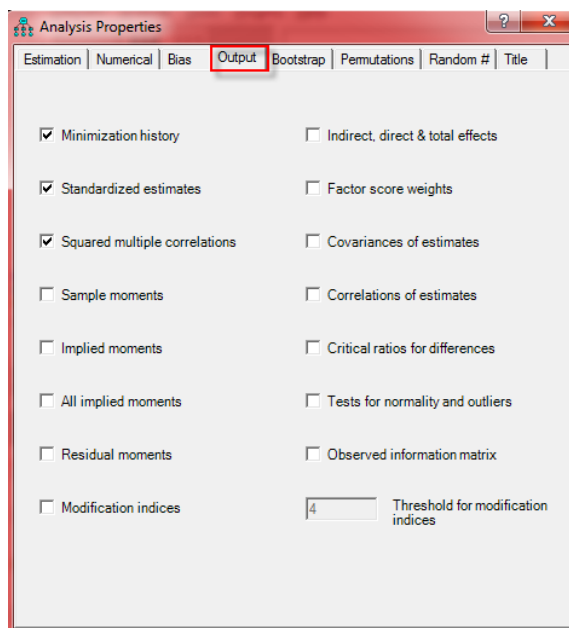 Analysis Properties
? X
Estimation Numerical Bias Output Bootstrap Permutations Random # Title
Minimization history
Indirect, direct & total effects
Standardized estimates
Factor score weights
Squared multiple correlations
Covariances of estimates
Sample moments
Correlations of estimates
Implied moments
Critical ratios for differences
All implied moments
Tests for normality and outliers
Residual moments
Observed information matrix
Modification indices
4 Threshold for modification
indices